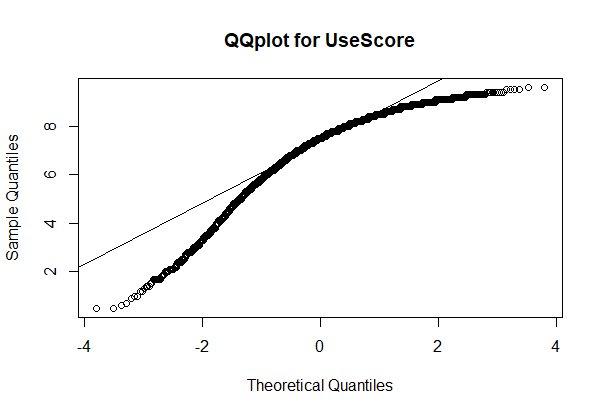 QQplot for UseScore
Sample Quantiles
8
6
4
2
-4 -2 0 2 4
Theoretical Quantiles